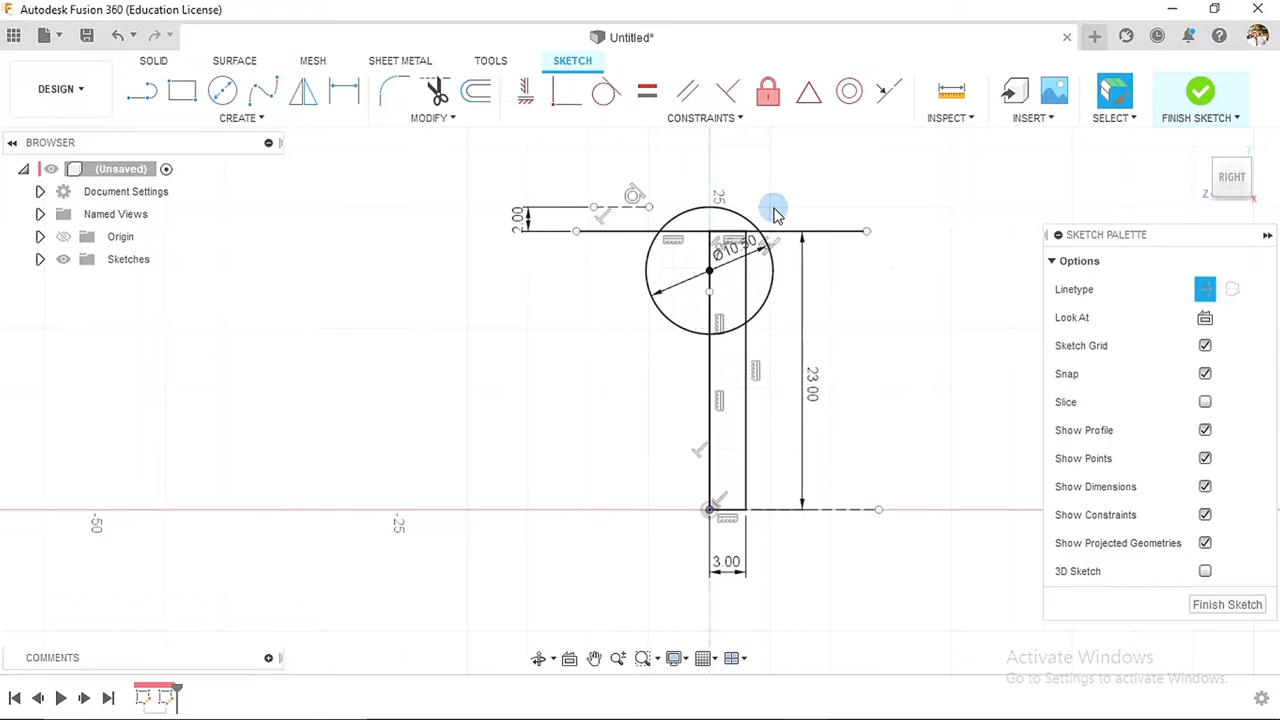 Autodesk Fusion 360 (Education License)
Untitled*
SOLID SURFACE MESH SHEET METAL TOOLS SKETCH
DESIGN
CREATE MODIFY CONSTRAINTS INSPECT INSERT SELECT FINISH SKETCH
BROWSER
(Unsaved)
Document Settings
Named Views
Origin
Sketches
RIGHT
Z
X
Y
SKETCH PALETTE
Options
Linetype
Look At
Sketch Grid
Snap
Slice
Show Profile
Show Points
Show Dimensions
Show Constraints
Show Projected Geometries
3D Sketch
Finish Sketch
25
2.00
Ø10.50
23.00
3.00
-50
-25
COMMENTS
Activate Windows
Go to Settings to activate Windows.